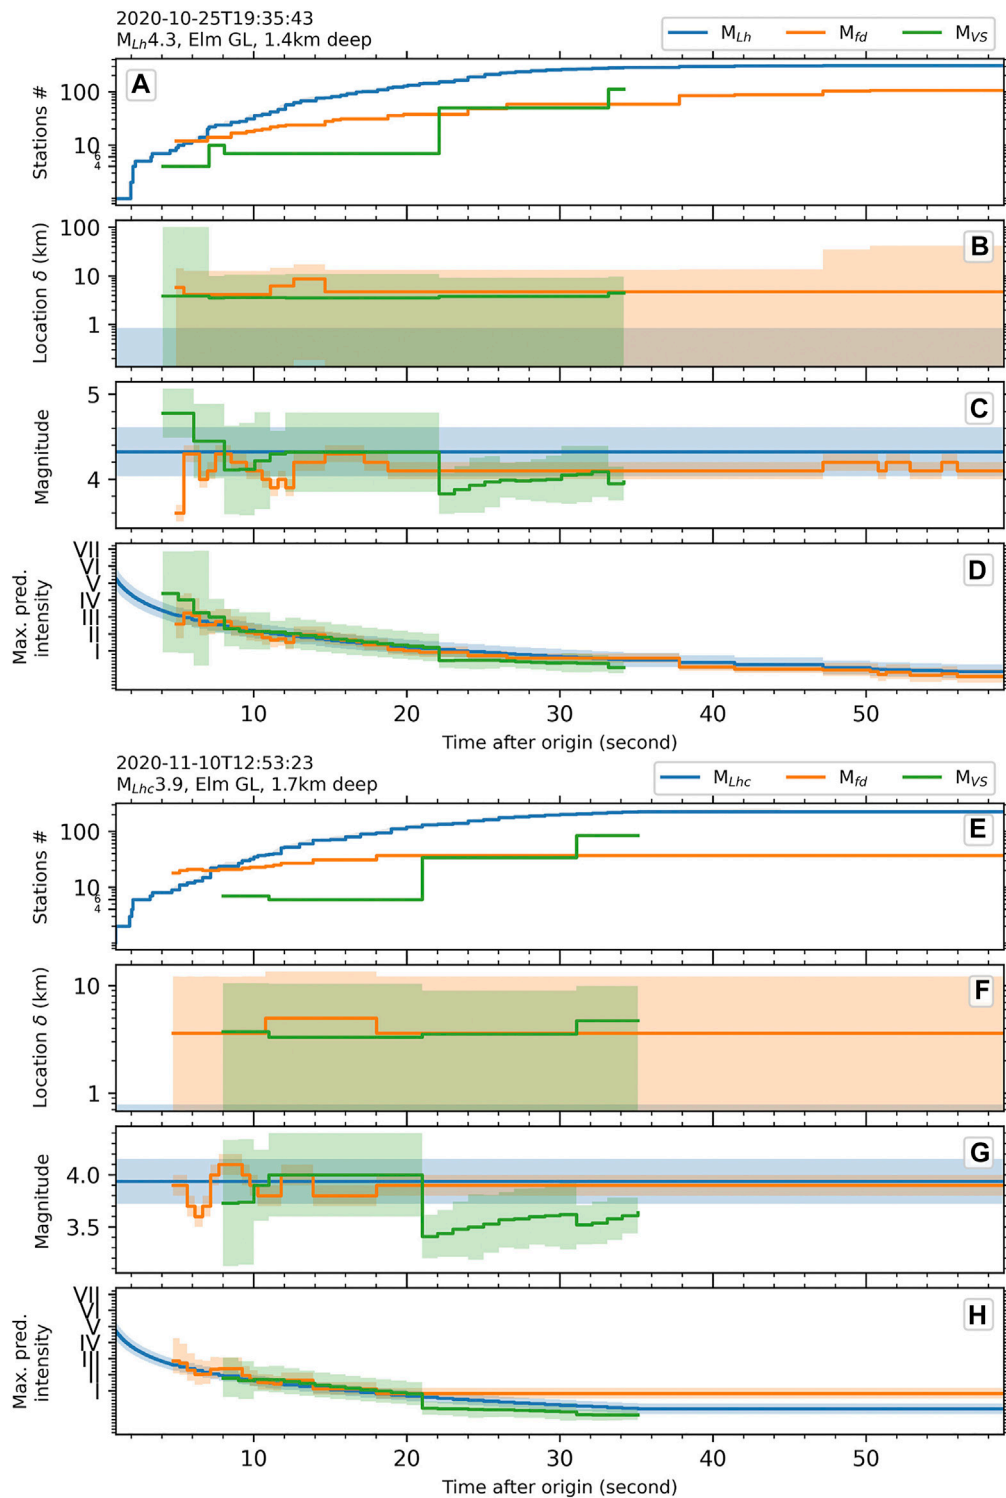 2020-10-25T19:35:43
M_Lh4.3, Elm GL, 1.4km deep
M_Lh M_fd M_VS
A
Stations #
100
10
6
4
B
Location δ (km)
100
10
1
C
Magnitude
5
4
D
Max. pred.
intensity
VII
VI
V
IV
III
II
I
10 20 30 40 50
Time after origin (second)
2020-11-10T12:53:23
M_Lhc3.9, Elm GL, 1.7km deep
M_Lhc M_fd M_VS
E
Stations #
100
10
6
4
F
Location δ (km)
10
1
G
Magnitude
4.0
3.5
H
Max. pred.
intensity
VII
VI
V
IV
III
I
10 20 30 40 50
Time after origin (second)